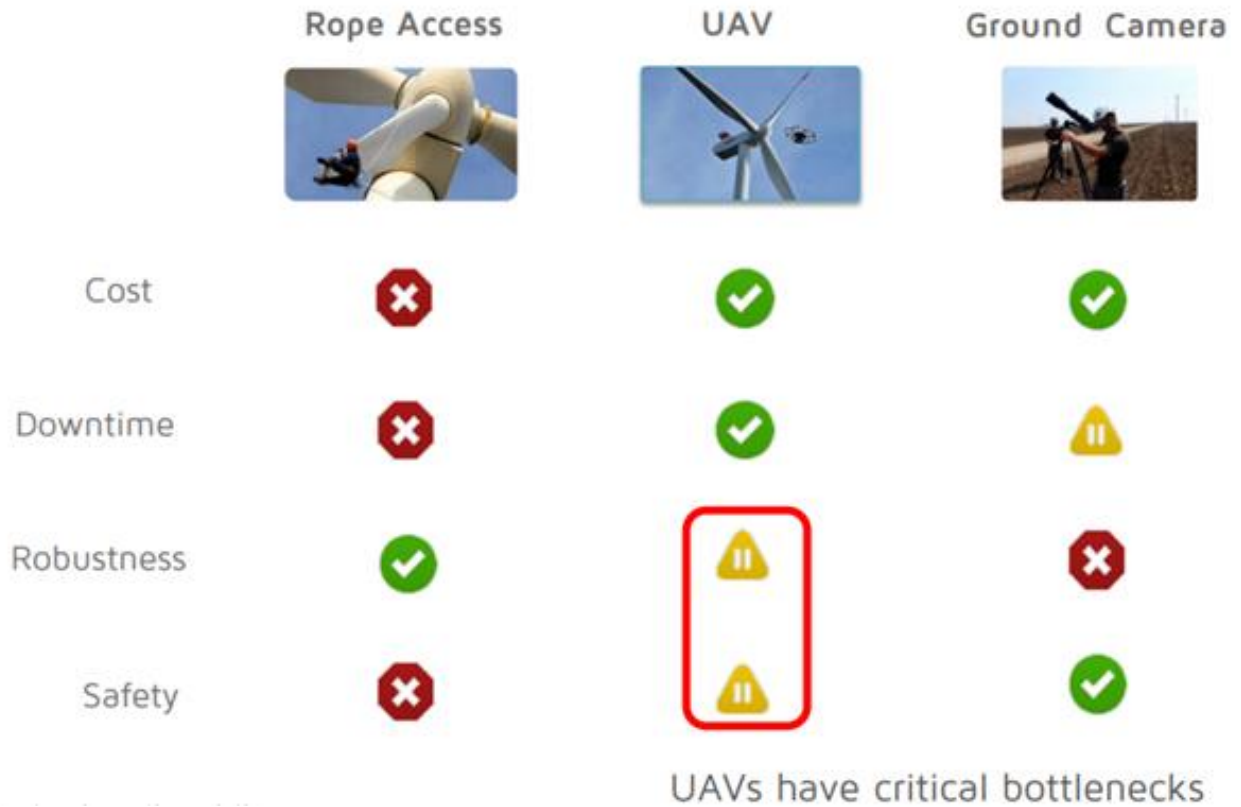 Rope Access UAV Ground Camera
Cost
Downtime
Robustness
Safety
UAVs have critical bottlenecks